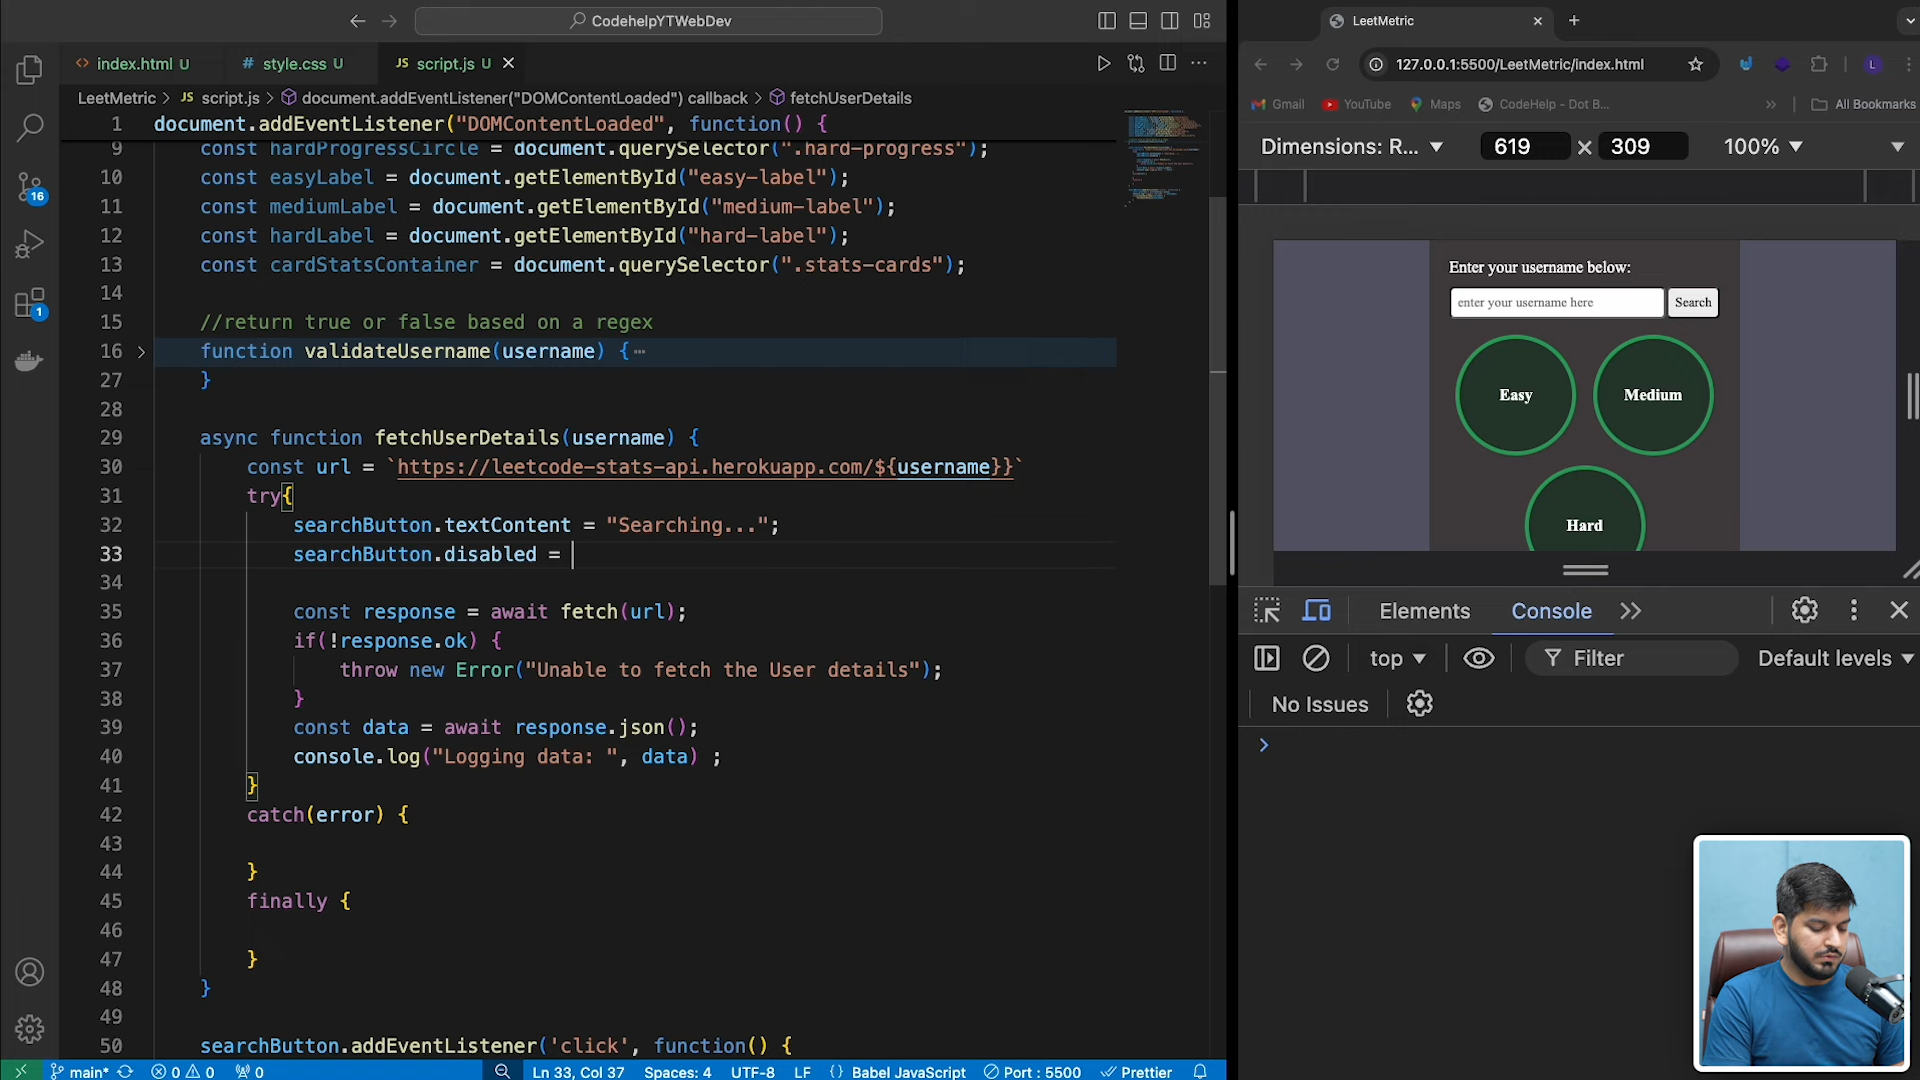 CodehelpYTWebDev
index.html U
style.css U
JS script.js U
LeetMetric > JS script.js > document.addEventListener("DOMContentLoaded") callback > fetchUserDetails
1 document.addEventListener("DOMContentLoaded", function() {
9 const hardProgressCircle = document.querySelector(".hard-progress");
10 const easyLabel = document.getElementById("easy-label");
11 const mediumLabel = document.getElementById("medium-label");
12 const hardLabel = document.getElementById("hard-label");
13 const cardStatsContainer = document.querySelector(".stats-cards");
14
15 //return true or false based on a regex
16 function validateUsername(username) {…
27 }
28
29 async function fetchUserDetails(username) {
30 const url = `https://leetcode-stats-api.herokuapp.com/${username}}`
31 try{
32 searchButton.textContent = "Searching...";
33 searchButton.disabled =
34
35 const response = await fetch(url);
36 if(!response.ok) {
37 throw new Error("Unable to fetch the User details");
38 }
39 const data = await response.json();
40 console.log("Logging data: ", data) ;
41 }
42 catch(error) {
43
44 }
45 finally {
46
47 }
48 }
49
50 searchButton.addEventListener('click', function() {
16
1
main* 0 0 0 Ln 33, Col 37 Spaces: 4 UTF-8 LF {} Babel JavaScript Port : 5500 Prettier
LeetMetric
127.0.0.1:5500/LeetMetric/index.html
L
Gmail YouTube Maps CodeHelp - Dot B... » All Bookmarks
Dimensions: R... 619 × 309 100%
Enter your username below:
enter your username here Search
Easy Medium
Hard
Elements Console
top Filter Default levels
No Issues